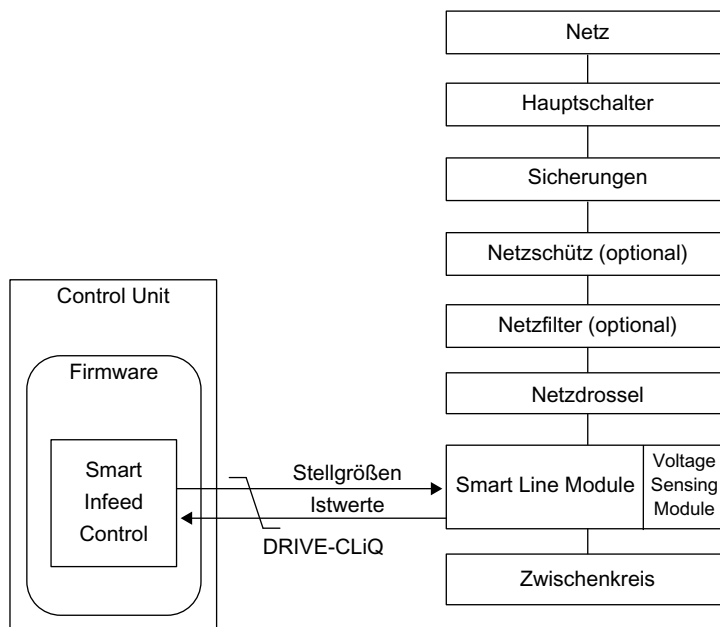 Netz
Hauptschalter
Sicherungen
Netzschütz (optional)
Control Unit
Netzfilter (optional)
Firmware
Netzdrossel
Smart
Infeed
Control
Stellgrößen
Istwerte
DRIVE-CLiQ
Smart Line Module
Voltage
Sensing
Module
Zwischenkreis